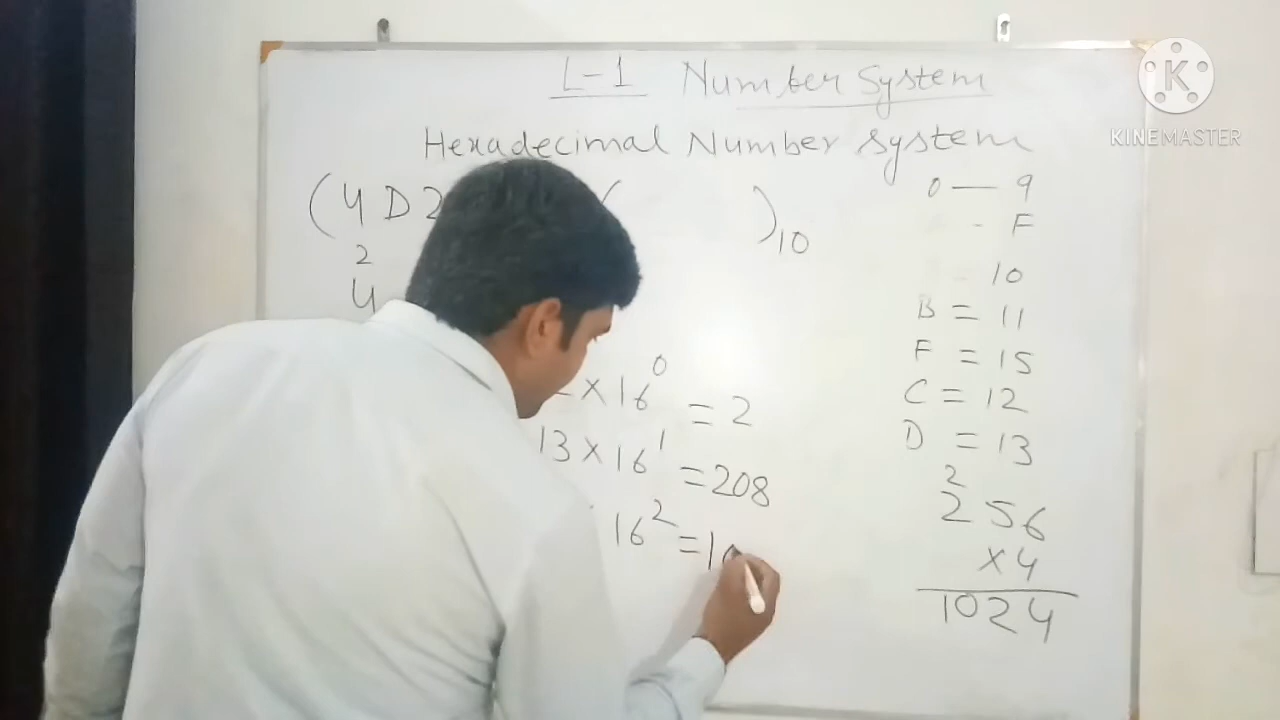 L-1 Number System
Hexadecimal Number System
(4D2 ( )10
2
4
0 — 9
- F
10
B = 11
F = 15
C = 12
D = 13
× 16^0 = 2
13 × 16^1 = 208
16^2 = 10
2
256
× 4
1024
KINEMASTER